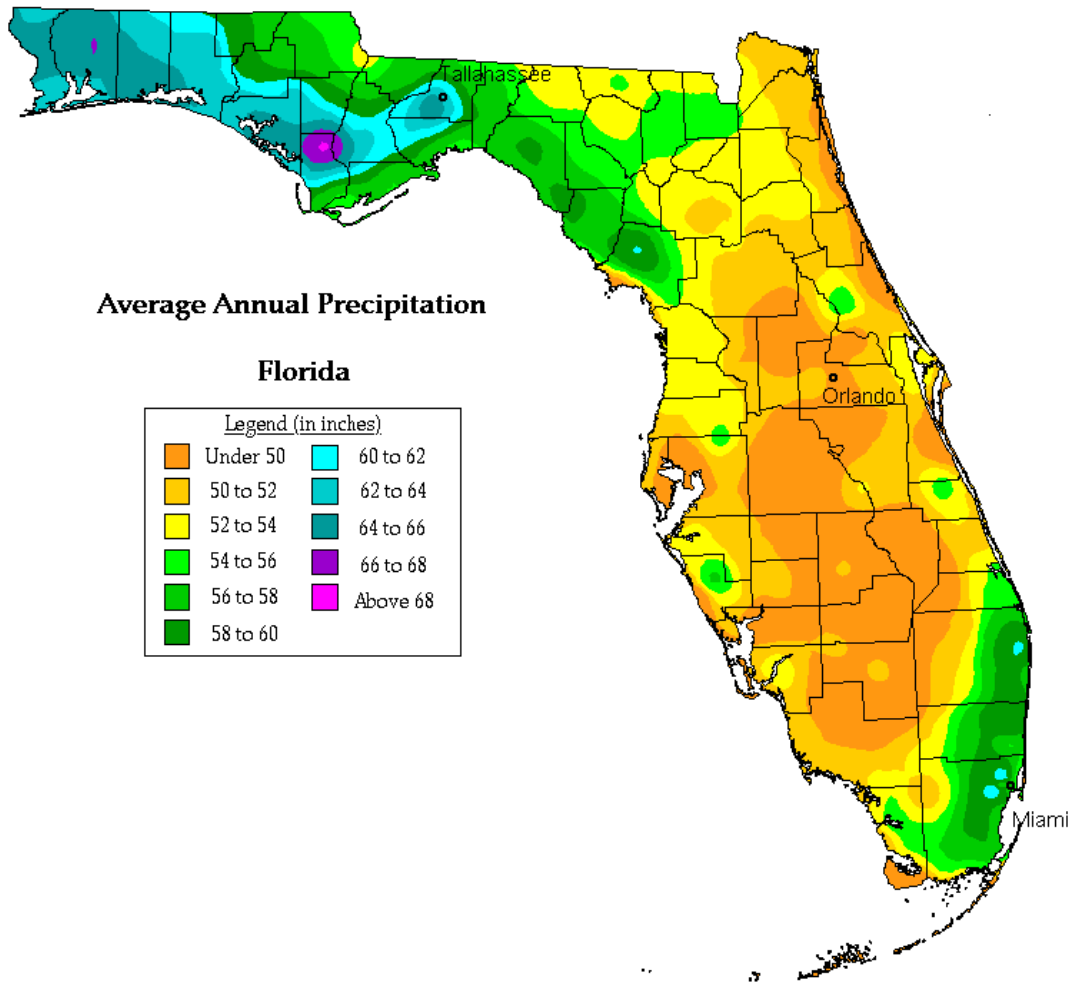 Tallahassee
Average Annual Precipitation
Florida
Orlando
Legend (in inches)
Under 50
60 to 62
50 to 52
62 to 64
52 to 54
64 to 66
54 to 56
66 to 68
56 to 58
Above 68
58 to 60
Miami